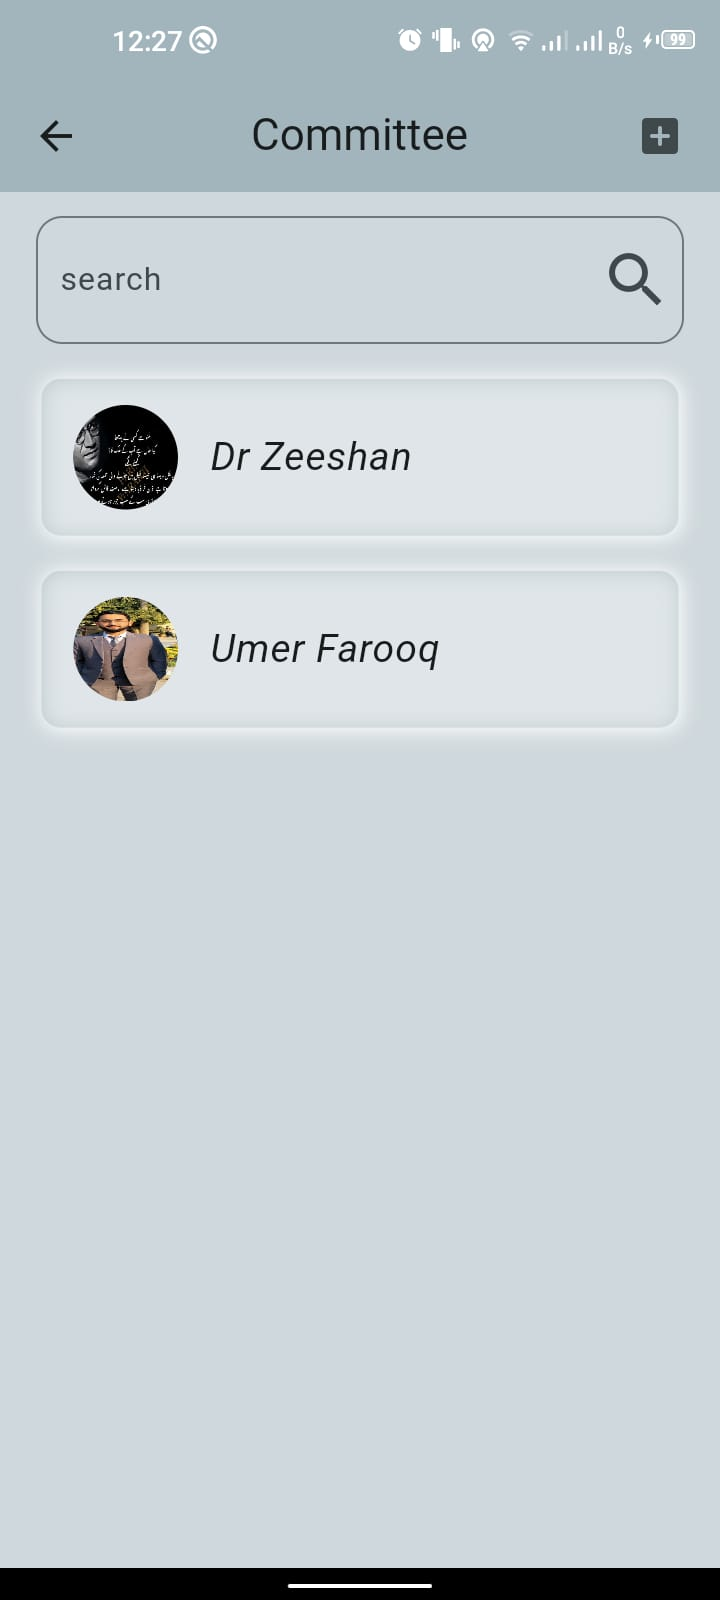 12:27
0
B/s
99
Committee
search
Dr Zeeshan
Umer Farooq